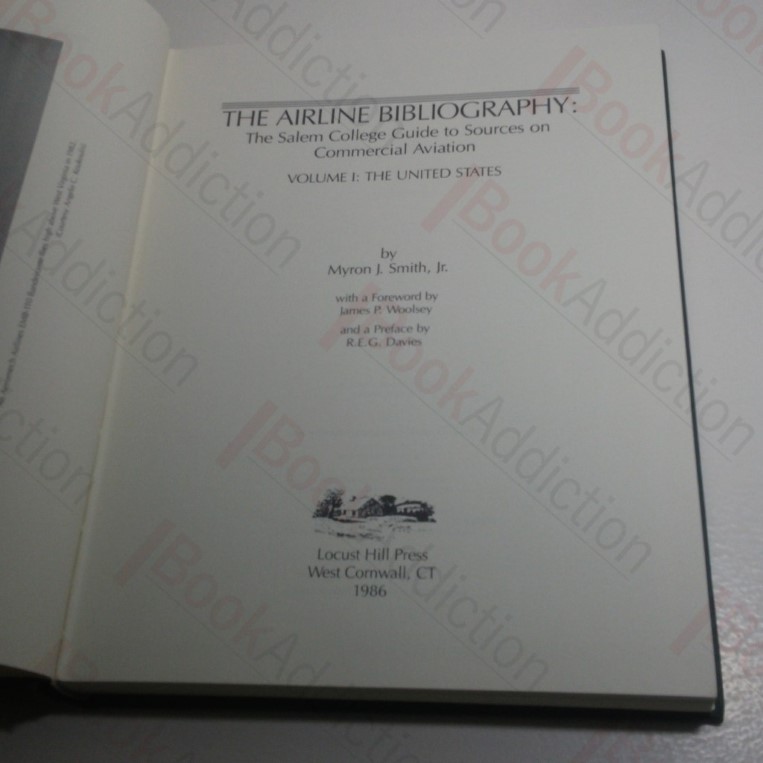 THE AIRLINE BIBLIOGRAPHY:
The Salem College Guide to Sources on
Commercial Aviation
VOLUME I: THE UNITED STATES
by
Myron J. Smith, Jr.
with a Foreword by
James P. Woolsey
and a Preface by
R.E.G. Davies
Locust Hill Press
West Cornwall, CT
1986
BookAddiction